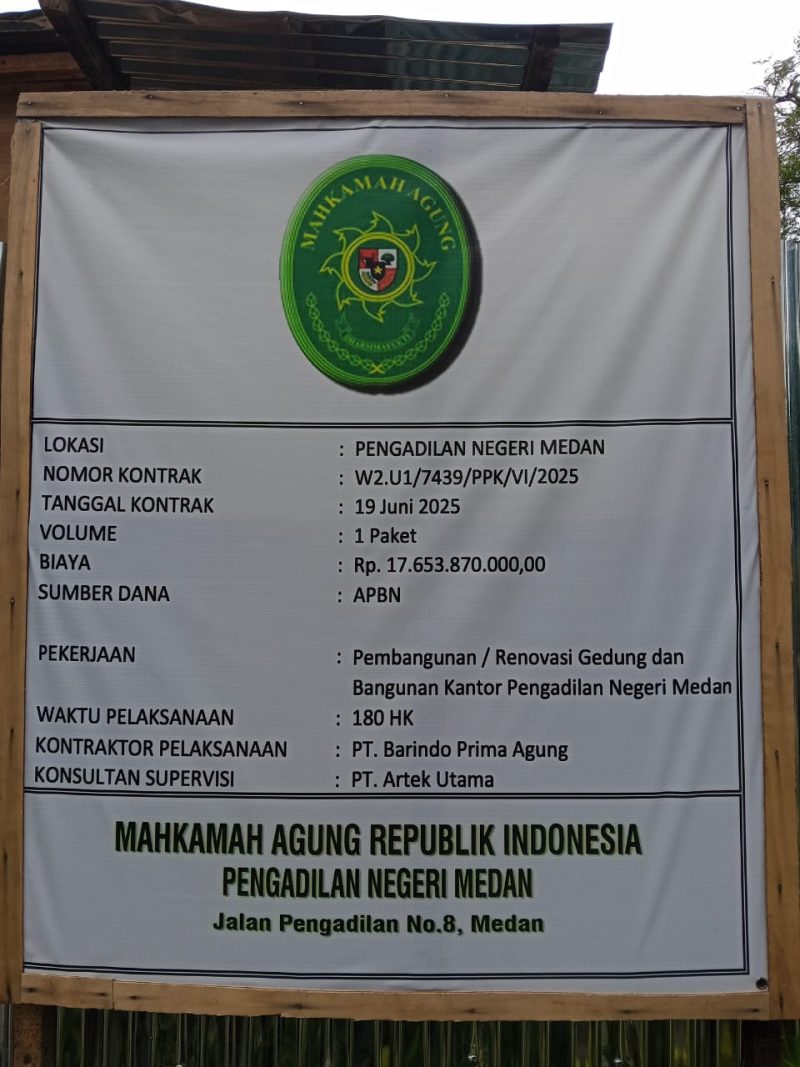 MAHKAMAH AGUNG
DHARMMAYUKTI
LOKASI : PENGADILAN NEGERI MEDAN
NOMOR KONTRAK : W2.U1/7439/PPK/VI/2025
TANGGAL KONTRAK : 19 Juni 2025
VOLUME : 1 Paket
BIAYA : Rp. 17.653.870.000,00
SUMBER DANA : APBN
PEKERJAAN : Pembangunan / Renovasi Gedung dan
Bangunan Kantor Pengadilan Negeri Medan
WAKTU PELAKSANAAN : 180 HK
KONTRAKTOR PELAKSANAAN : PT. Barindo Prima Agung
KONSULTAN SUPERVISI : PT. Artek Utama
MAHKAMAH AGUNG REPUBLIK INDONESIA
PENGADILAN NEGERI MEDAN
Jalan Pengadilan No.8, Medan